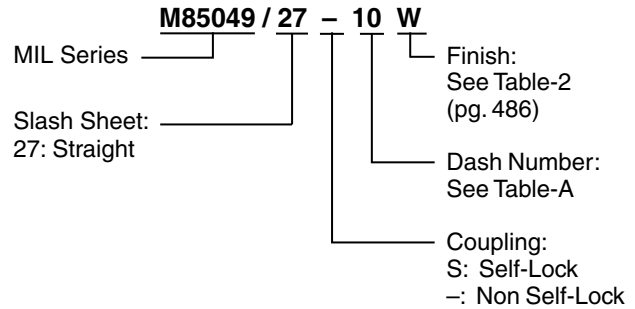 M85049 / 27 – 10 W
MIL Series
Slash Sheet:
27: Straight
Finish:
See Table-2
(pg. 486)
Dash Number:
See Table-A
Coupling:
S: Self-Lock
–: Non Self-Lock